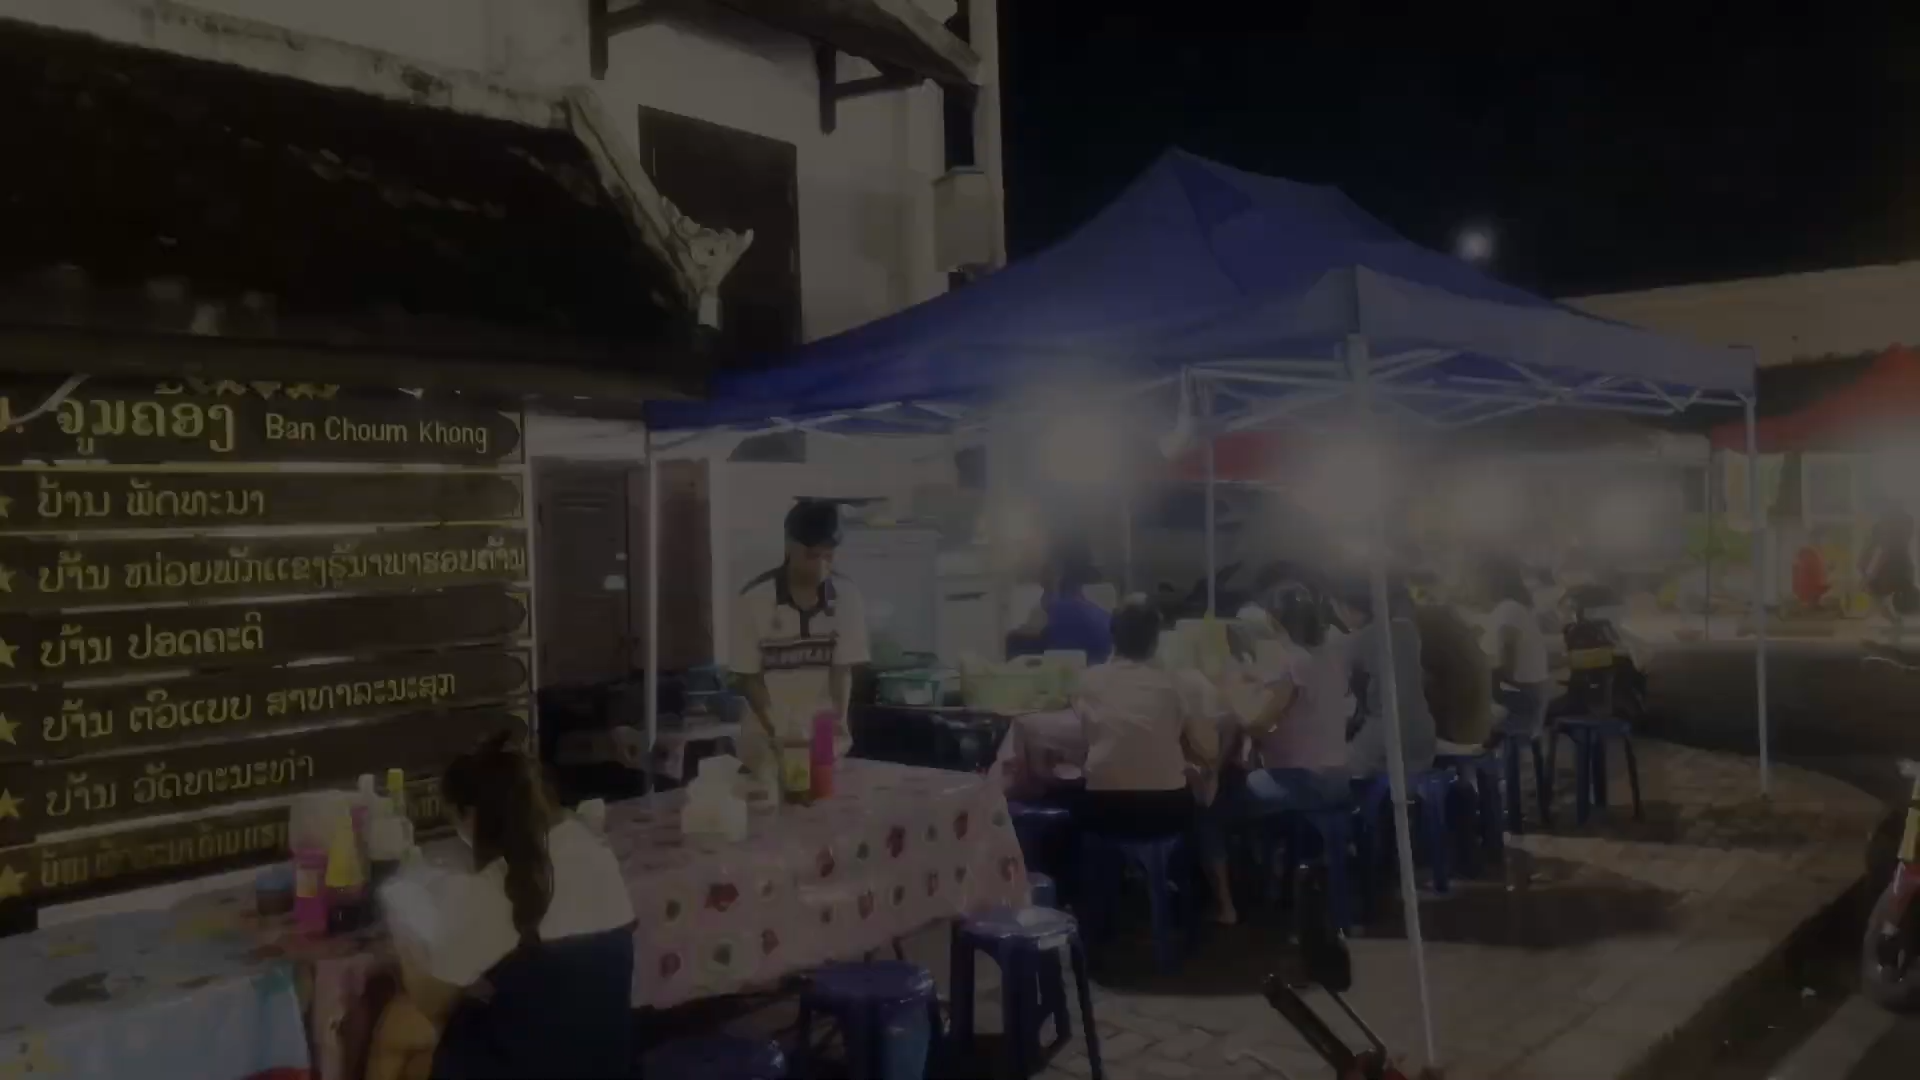 ບ. ຈູມຄ້ອງ Ban Choum Khong
ບ້ານ ພັດທະນາ
ບ້ານ ໜ່ວຍພັກແຂງຮູ້ນຳພາຮອບດ້ານ
ບ້ານ ປອດຄະດີ
ບ້ານ ຕົວແບບ ສາທາລະນະສຸກ
ບ້ານ ວັດທະນະທຳ